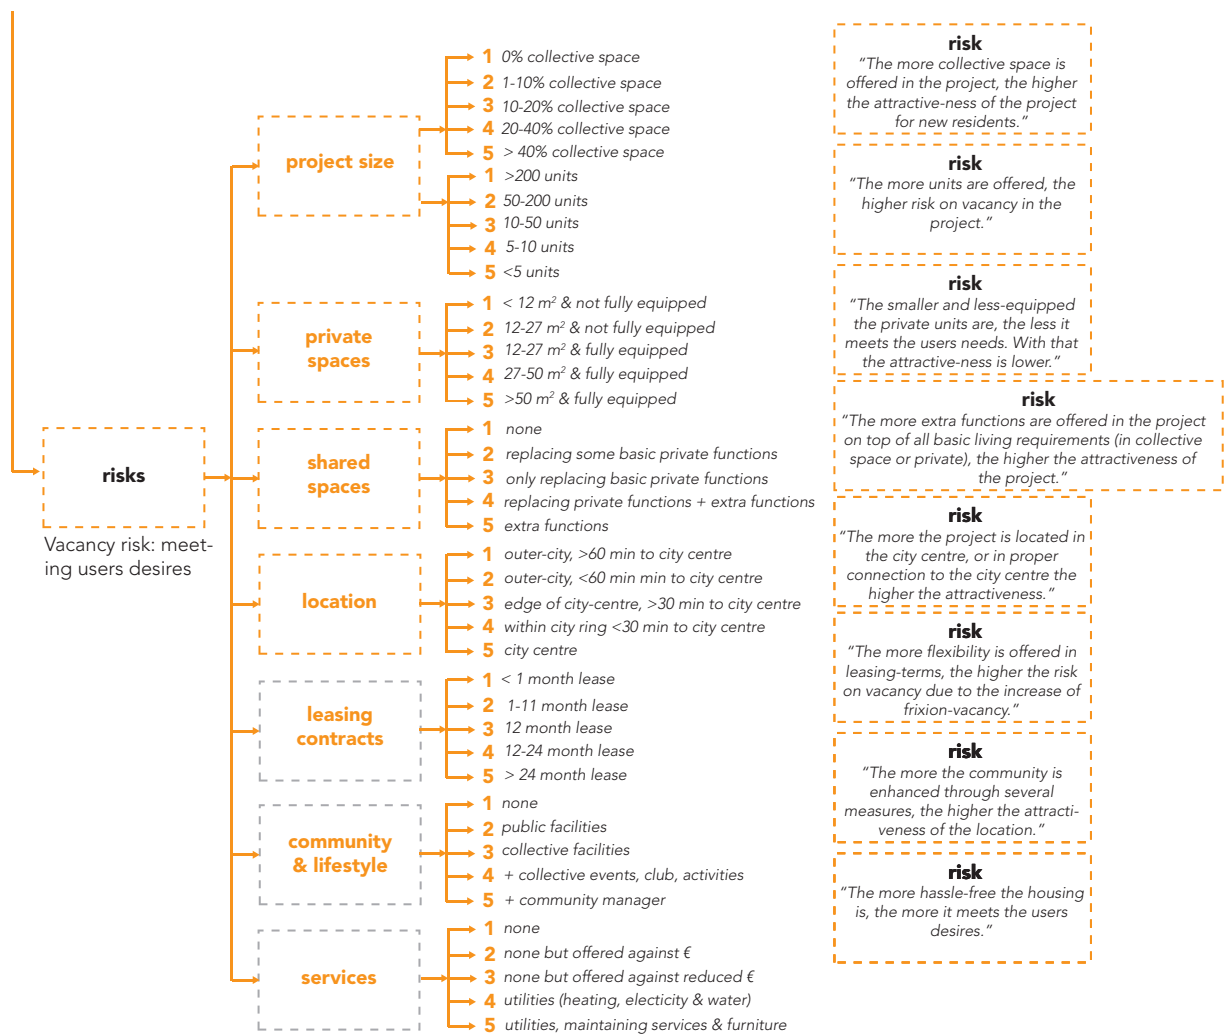 risks
Vacancy risk: meet-
ing users desires
project size
1 0% collective space
2 1-10% collective space
3 10-20% collective space
4 20-40% collective space
5 > 40% collective space
1 >200 units
2 50-200 units
3 10-50 units
4 5-10 units
5 <5 units
private
spaces
1 < 12 m² & not fully equipped
2 12-27 m² & not fully equipped
3 12-27 m² & fully equipped
4 27-50 m² & fully equipped
5 >50 m² & fully equipped
shared
spaces
1 none
2 replacing some basic private functions
3 only replacing basic private functions
4 replacing private functions + extra functions
5 extra functions
location
1 outer-city, >60 min to city centre
2 outer-city, <60 min min to city centre
3 edge of city-centre, >30 min to city centre
4 within city ring <30 min to city centre
5 city centre
leasing
contracts
1 < 1 month lease
2 1-11 month lease
3 12 month lease
4 12-24 month lease
5 > 24 month lease
community
& lifestyle
1 none
2 public facilities
3 collective facilities
4 + collective events, club, activities
5 + community manager
services
1 none
2 none but offered against €
3 none but offered against reduced €
4 utilities (heating, electicity & water)
5 utilities, maintaining services & furniture
risk
“The more collective space is
offered in the project, the higher
the attractive-ness of the project
for new residents.”
risk
“The more units are offered, the
higher risk on vacancy in the
project.”
risk
“The smaller and less-equipped
the private units are, the less it
meets the users needs. With that
the attractive-ness is lower.”
risk
“The more extra functions are offered in the project
on top of all basic living requirements (in collective
space or private), the higher the attractiveness of
the project.”
risk
“The more the project is located in
the city centre, or in proper
connection to the city centre the
higher the attractiveness.”
risk
“The more flexibility is offered in
leasing-terms, the higher the risk
on vacancy due to the increase of
frixion-vacancy.”
risk
“The more the community is
enhanced through several
measures, the higher the attracti-
veness of the location.”
risk
“The more hassle-free the housing
is, the more it meets the users
desires.”